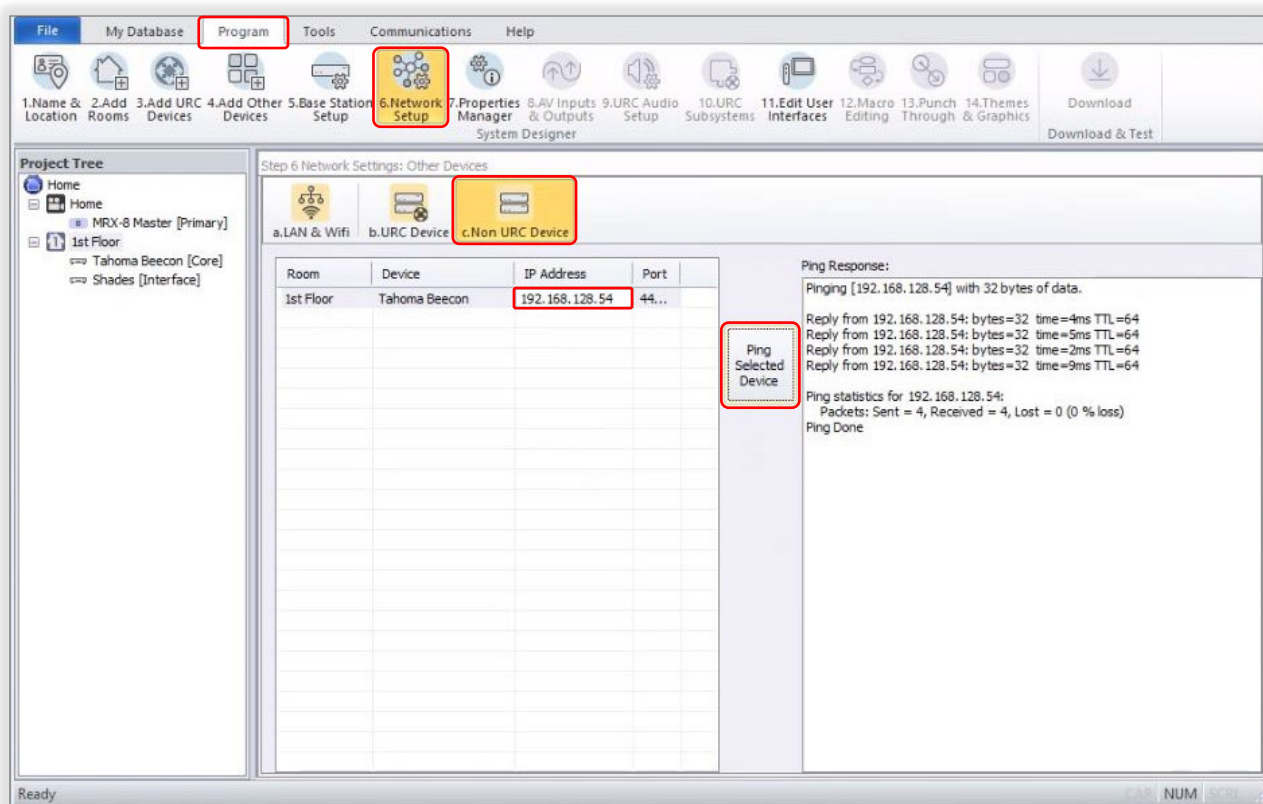 File My Database Program Tools Communications Help
1.Name & Location
2.Add Rooms
3.Add URC Devices
4.Add Other Devices
5.Base Station Setup
6.Network Setup
7.Properties Manager
8.AV Inputs & Outputs
9.URC Audio Setup
10.URC Subsystems
11.Edit User Interfaces
12.Macro Editing
13.Punch Through
14.Themes & Graphics
Download
System Designer
Download & Test
Project Tree
Home
Home
MRX-8 Master [Primary]
1
1st Floor
Tahoma Beecon [Core]
Shades [Interface]
Step 6 Network Settings: Other Devices
a.LAN & Wifi b.URC Device c.Non URC Device
Room Device IP Address Port
1st Floor Tahoma Beecon 192.168.128.54 44...
Ping
Selected
Device
Ping Response:
Pinging [192.168.128.54] with 32 bytes of data.
Reply from 192.168.128.54: bytes=32 time=4ms TTL=64
Reply from 192.168.128.54: bytes=32 time=5ms TTL=64
Reply from 192.168.128.54: bytes=32 time=2ms TTL=64
Reply from 192.168.128.54: bytes=32 time=9ms TTL=64
Ping statistics for 192.168.128.54:
Packets: Sent = 4, Received = 4, Lost = 0 (0 % loss)
Ping Done
Ready
CAP NUM SCRL